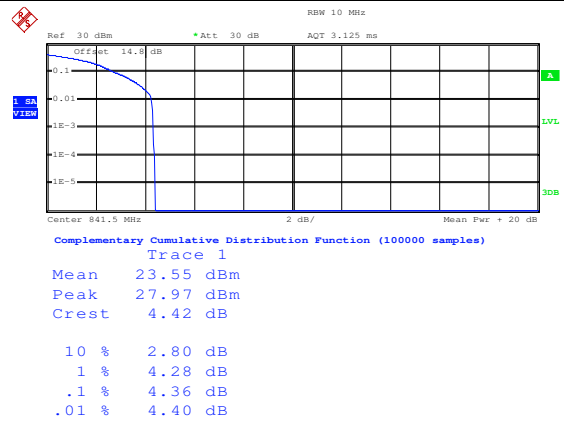 R S
RBW 10 MHz
Ref 30 dBm * Att 30 dB AQT 3.125 ms
Offset 14.8 dB
0.1
A
0.01
1 SA
VIEW
1E-3
LVL
1E-4
1E-5
3DB
Center 841.5 MHz 2 dB/ Mean Pwr + 20 dB
Complementary Cumulative Distribution Function (100000 samples)
Trace 1
Mean 23.55 dBm
Peak 27.97 dBm
Crest 4.42 dB
10 % 2.80 dB
1 % 4.28 dB
.1 % 4.36 dB
.01 % 4.40 dB